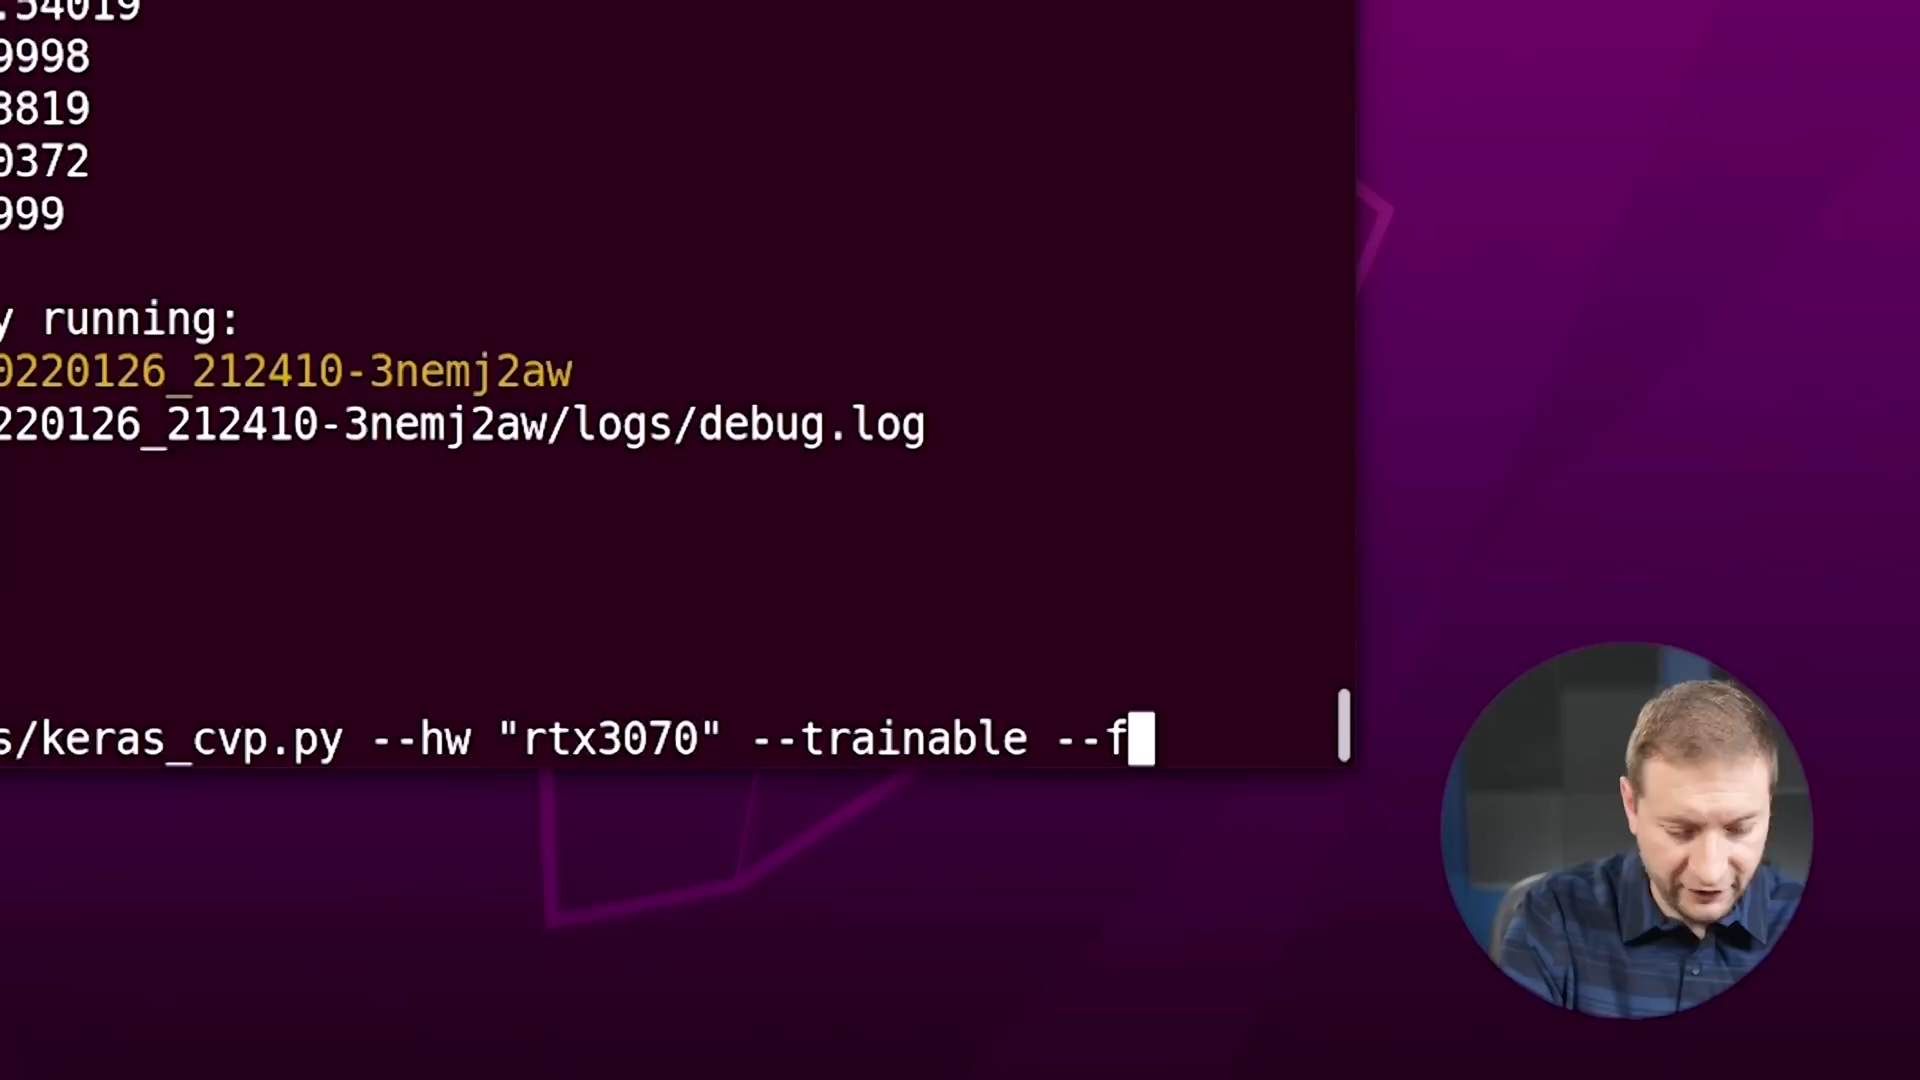 .54019
9998
3819
0372
999
y running:
0220126_212410-3nemj2aw
220126_212410-3nemj2aw/logs/debug.log
s/keras_cvp.py --hw "rtx3070" --trainable --f